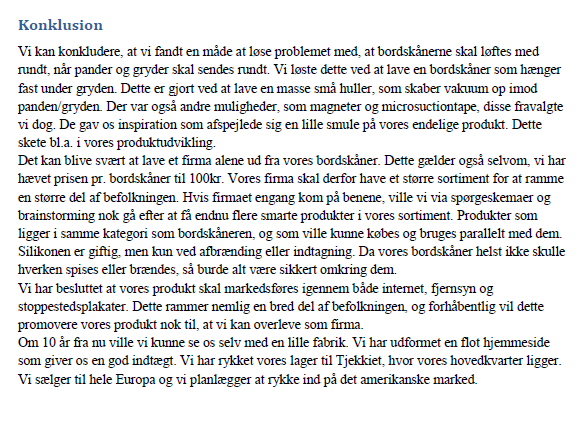 Konklusion
Vi kan konkludere, at vi fandt en måde at løse problemet med, at bordskånerne skal løftes med
rundt, når pander og gryder skal sendes rundt. Vi løste dette ved at lave en bordskåner som hænger
fast under gryden. Dette er gjort ved at lave en masse små huller, som skaber vakuum op imod
panden/gryden. Der var også andre muligheder, som magneter og microsuctiontape, disse fravalgte
vi dog. De gav os inspiration som afspejlede sig en lille smule på vores endelige produkt. Dette
skete bl.a. i vores produktudvikling.
Det kan blive svært at lave et firma alene ud fra vores bordskåner. Dette gælder også selvom, vi har
hævet prisen pr. bordskåner til 100kr. Vores firma skal derfor have et større sortiment for at ramme
en større del af befolkningen. Hvis firmaet engang kom på benene, ville vi via spørgeskemaer og
brainstorming nok gå efter at få endnu flere smarte produkter i vores sortiment. Produkter som
ligger i samme kategori som bordskåneren, og som ville kunne købes og bruges parallelt med dem.
Silikonen er giftig, men kun ved afbrænding eller indtagning. Da vores bordskåner helst ikke skulle
hverken spises eller brændes, så burde alt være sikkert omkring dem.
Vi har besluttet at vores produkt skal markedsføres igennem både internet, fjernsyn og
stoppestedsplakater. Dette rammer nemlig en bred del af befolkningen, og forhåbentlig vil dette
promovere vores produkt nok til, at vi kan overleve som firma.
Om 10 år fra nu ville vi kunne se os selv med en lille fabrik. Vi har udformet en flot hjemmeside
som giver os en god indtægt. Vi har rykket vores lager til Tjekkiet, hvor vores hovedkvarter ligger.
Vi sælger til hele Europa og vi planlægger at rykke ind på det amerikanske marked.